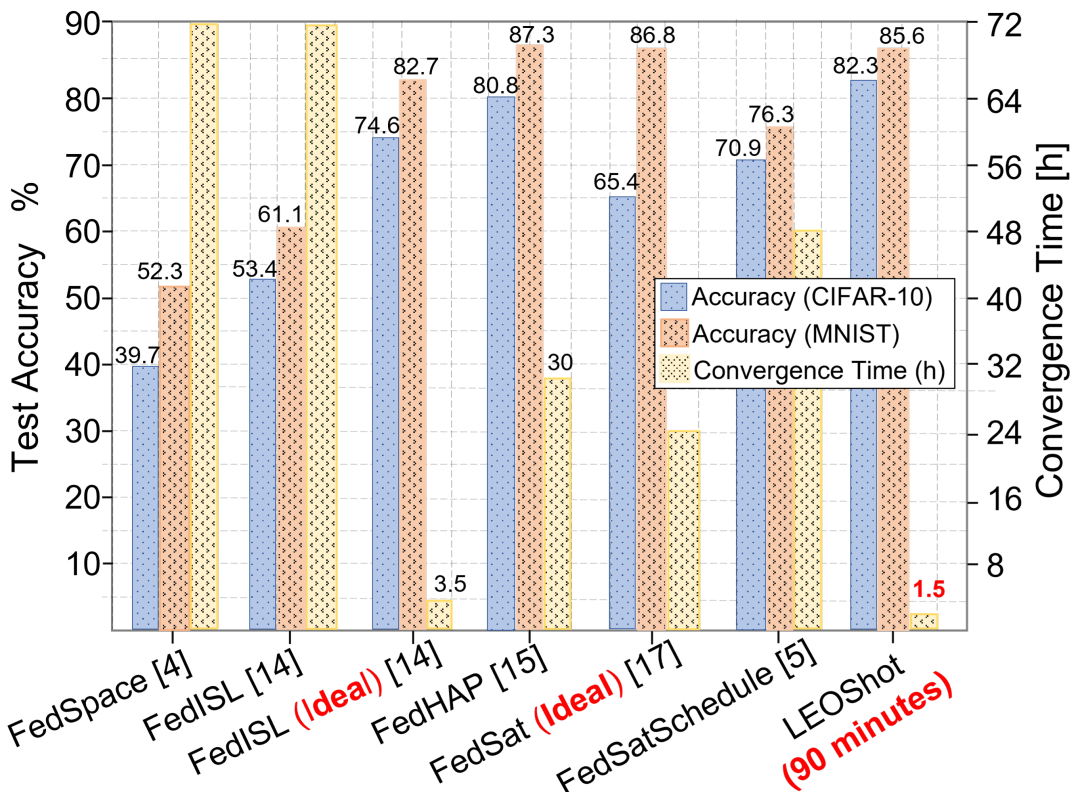 Test Accuracy %
90
80
70
60
50
40
30
20
10
39.7
52.3
53.4
61.1
74.6
82.7
3.5
80.8
87.3
30
65.4
86.8
70.9
76.3
82.3
85.6
1.5
Accuracy (CIFAR-10)
Accuracy (MNIST)
Convergence Time (h)
72
64
56
48
40
32
24
16
8
Convergence Time [h]
FedSpace [4]
FedISL [14]
FedISL (Ideal) [14]
FedHAP [15]
FedSat (Ideal) [17]
FedSatSchedule [5]
LEOShot
(90 minutes)